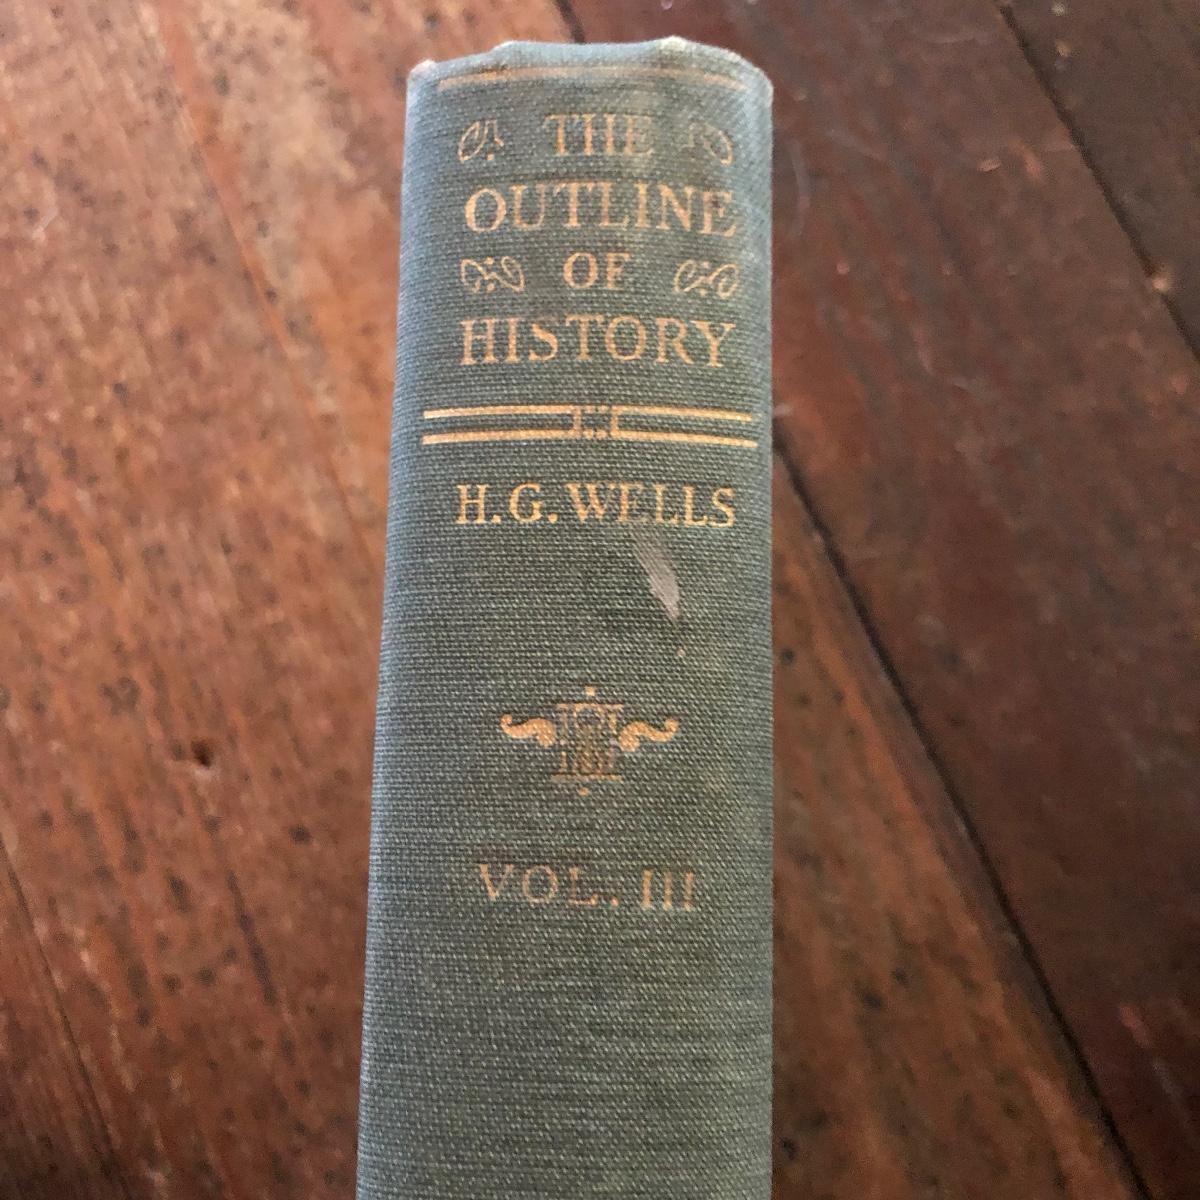 THE
OUTLINE
OF
HISTORY
H.G. WELLS
VOL. III